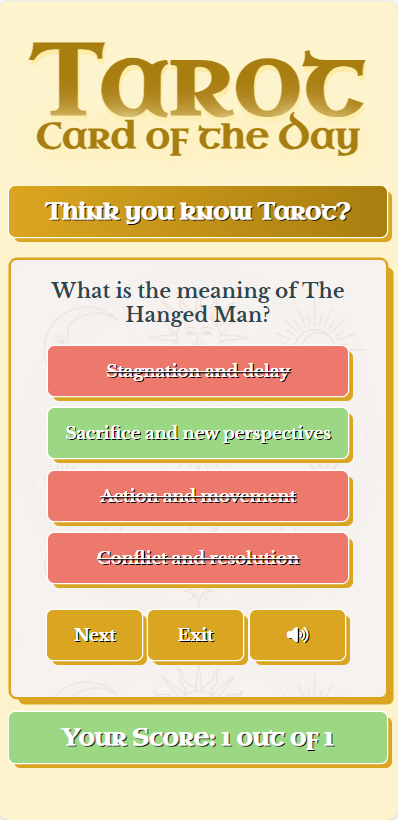 Tarot
Card of the Day
Think you know Tarot?
What is the meaning of The
Hanged Man?
Stagnation and delay
Sacrifice and new perspectives
Action and movement
Conflict and resolution
Next Exit
Your Score: 1 out of 1